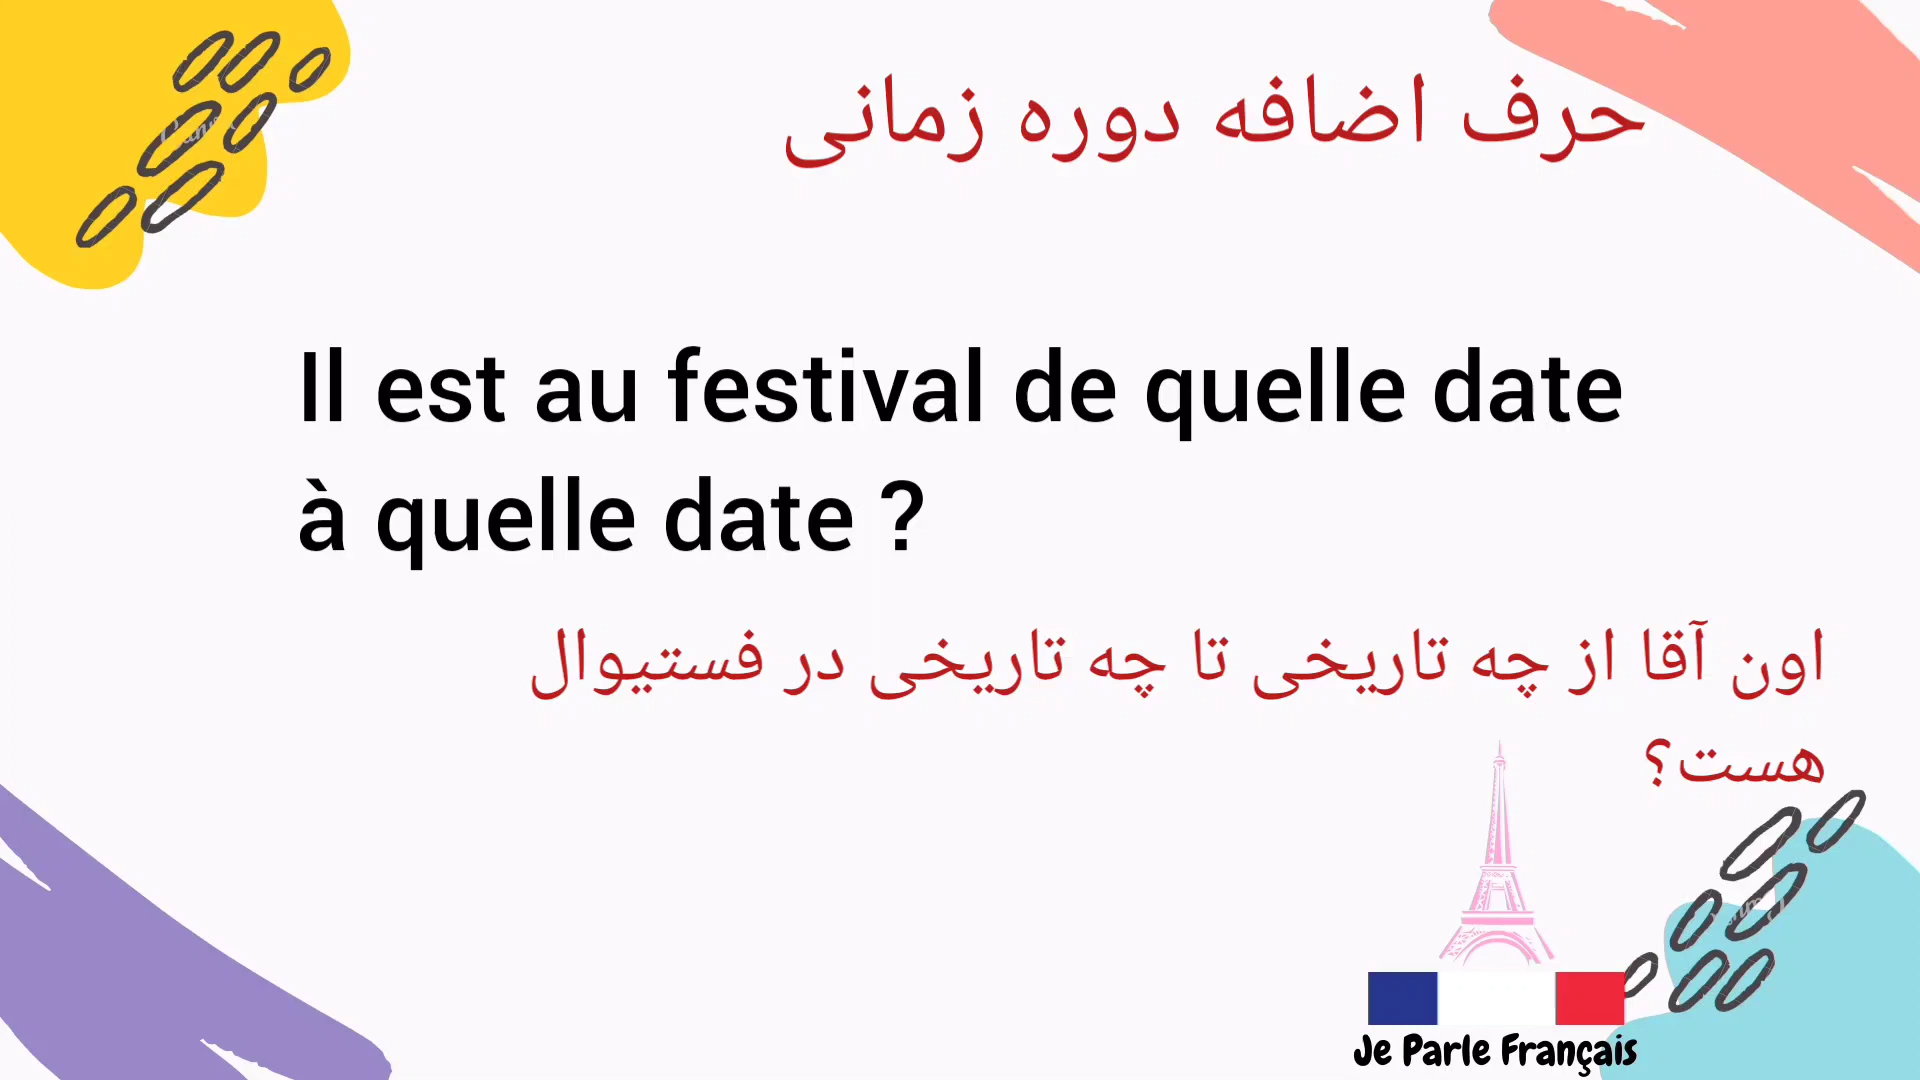 حرف اضافه دوره زمانی
Il est au festival de quelle date
à quelle date ?
اون آقا از چه تاریخی تا چه تاریخی در فستیوال
هست؟
Je Parle Français